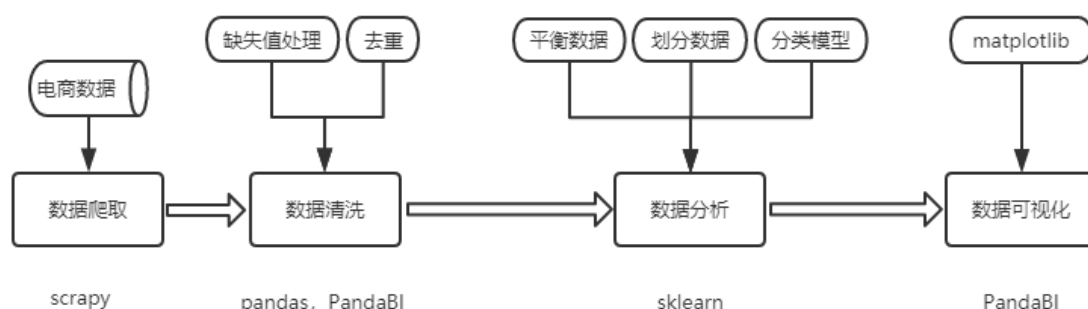 缺失值处理 去重 平衡数据 划分数据 分类模型 matplotlib
电商数据
数据爬取 数据清洗 数据分析 数据可视化
scrapy pandas，PandaBI sklearn PandaBI